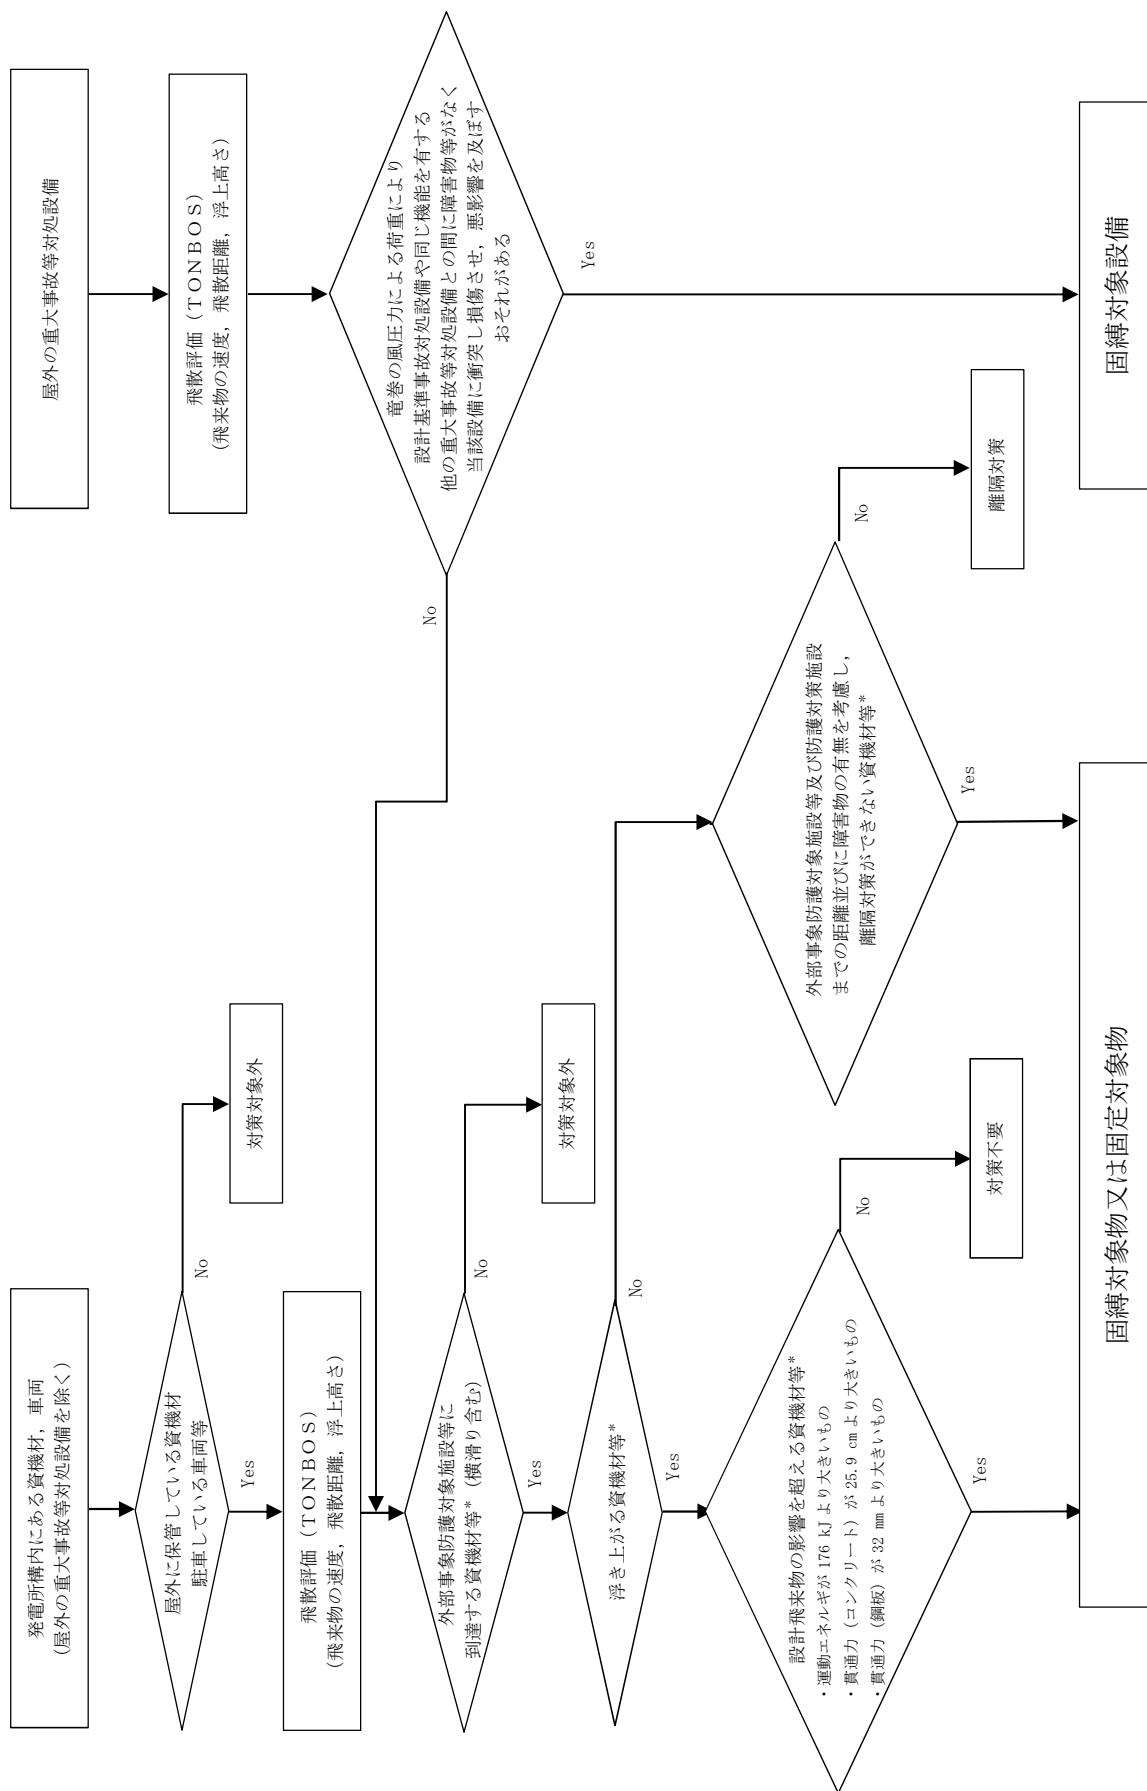 発電所構内にある資機材，車両
(屋外の重大事故等対処設備を除く)
屋外に保管している資機材
駐車している車両等
No
対策対象外
Yes
飛散評価（ＴＯＮＢＯＳ）
(飛来物の速度，飛散距離，浮上高さ)
外部事象防護対象施設等に
到達する資機材等*（横滑り含む）
No
対策対象外
Yes
浮き上がる資機材等*
No
Yes
設計飛来物の影響を超える資機材等*
・運動エネルギが 176 kJ より大きいもの
・貫通力（コンクリート）が 25.9 cm より大きいもの
・貫通力（鋼板）が 32 mm より大きいもの
No
対策不要
Yes
外部事象防護対象施設等及び防護対策施設
までの距離並びに障害物の有無を考慮し，
離隔対策ができない資機材等*
No
離隔対策
Yes
固縛対象物又は固定対象物
屋外の重大事故等対処設備
飛散評価（ＴＯＮＢＯＳ）
(飛来物の速度，飛散距離，浮上高さ)
竜巻の風圧力による荷重により
設計基準事故対処設備や同じ機能を有する
他の重大事故等対処設備との間に障害物等がなく
当該設備に衝突し損傷させ，悪影響を及ぼす
おそれがある
No
Yes
固縛対象設備